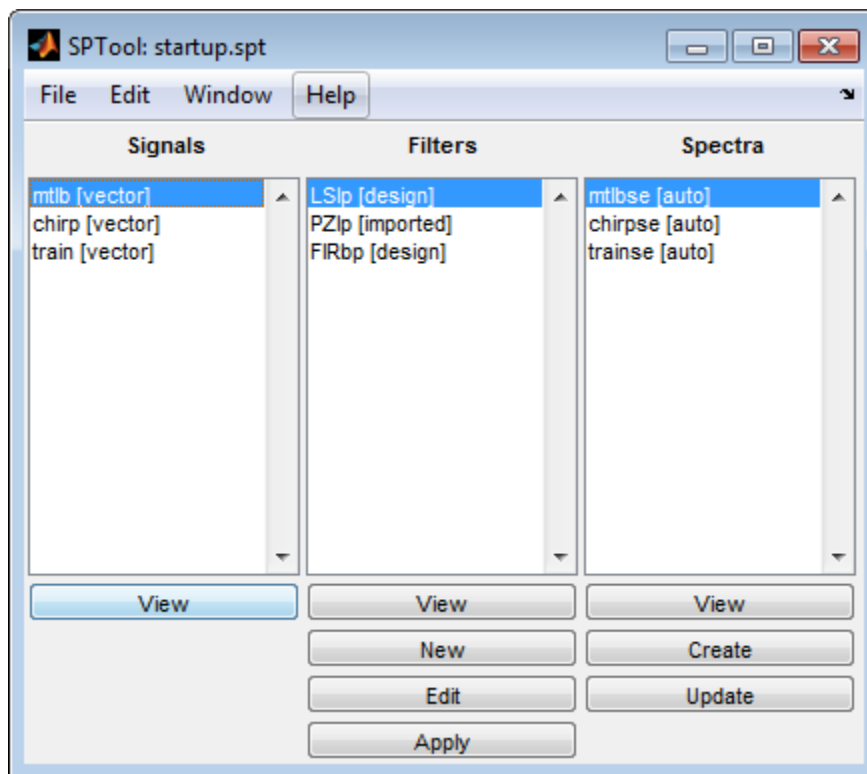 SPTool: startup.spt
File Edit Window Help
Signals Filters Spectra
mtlb [vector] LSlp [design] mtlbse [auto]
chirp [vector] PZlp [imported] chirpse [auto]
train [vector] FIRbp [design] trainse [auto]
View View View
New Create
Edit Update
Apply